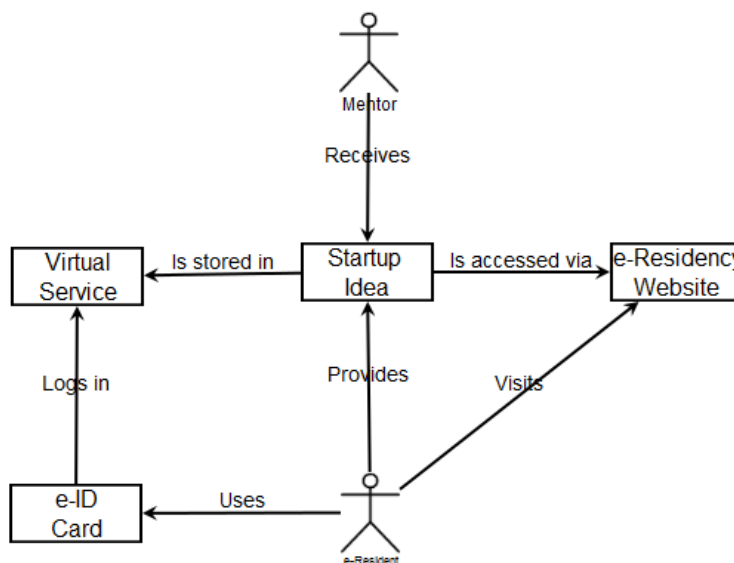 Mentor
Receives
Virtual
Service
Is stored in
Startup
Idea
Is accessed via
e-Residency
Website
Logs in
Provides
Visits
e-ID
Card
Uses
e-Resident